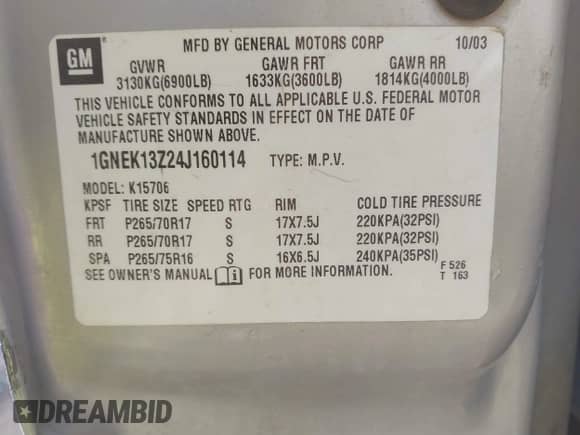 GM MFD BY GENERAL MOTORS CORP 10/03
GVWR GAWR FRT GAWR RR
3130KG(6900LB) 1633KG(3600LB) 1814KG(4000LB)
THIS VEHICLE CONFORMS TO ALL APPLICABLE U.S. FEDERAL MOTOR
VEHICLE SAFETY STANDARDS IN EFFECT ON THE DATE OF
MANUFACTURE SHOWN ABOVE.
1GNEK13Z24J160114 TYPE: M.P.V.
MODEL: K15706
KPSF TIRE SIZE SPEED RTG RIM COLD TIRE PRESSURE
FRT P265/70R17 S 17X7.5J 220KPA(32PSI)
RR P265/70R17 S 17X7.5J 220KPA(32PSI)
SPA P265/75R16 S 16X6.5J 240KPA(35PSI)
SEE OWNER'S MANUAL i FOR MORE INFORMATION. F 526
T 163
DREAMBID